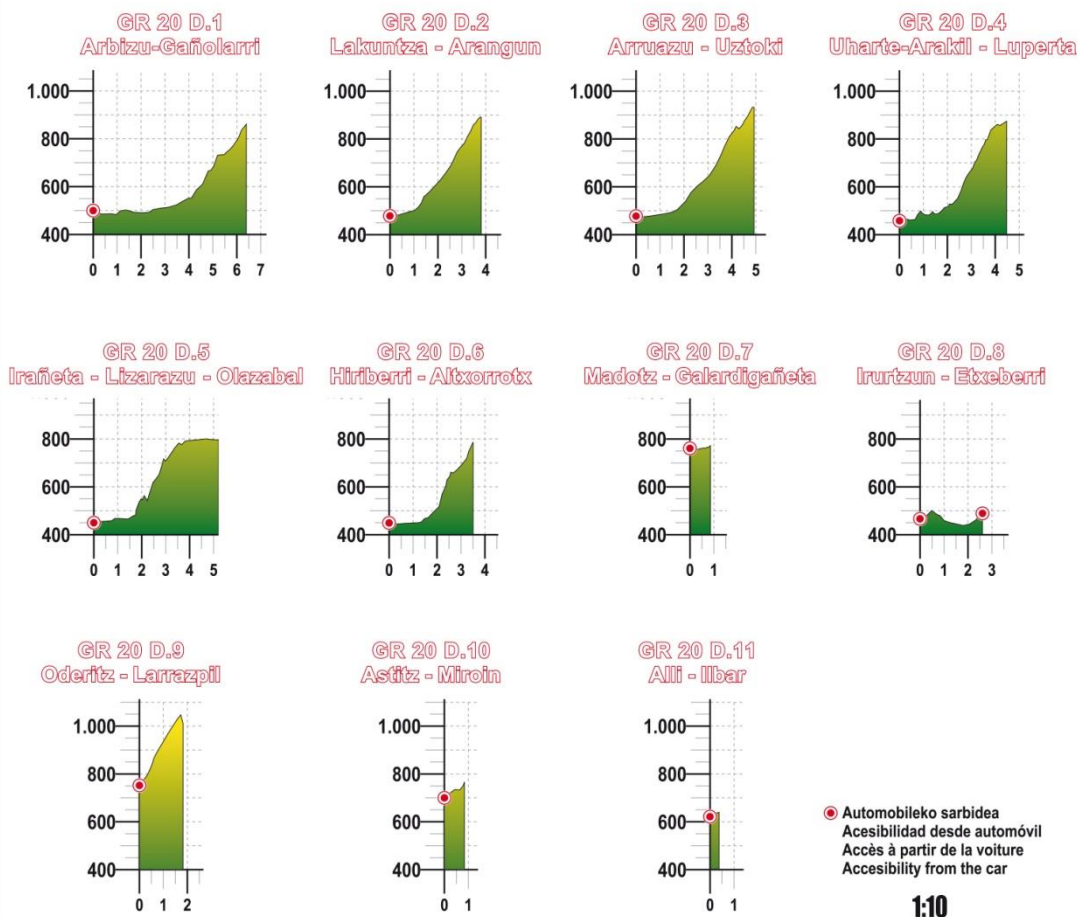 GR 20 D.1
Arbizu-Gañolarri
GR 20 D.2
Lakuntza - Arangun
GR 20 D.3
Arruazu - Uztoki
GR 20 D.4
Uharte-Arakil - Luperta
1.000
800
600
400
0 1 2 3 4 5 6 7
1.000
800
600
400
0 1 2 3 4
1.000
800
600
400
0 1 2 3 4 5
1.000
800
600
400
0 1 2 3 4 5
GR 20 D.5
Irañeta - Lizarazu - Olazabal
GR 20 D.6
Hiriberri - Altxorrotx
GR 20 D.7
Madotz - Galardigañeta
GR 20 D.8
Irurtzun - Etxeberri
800
600
400
0 1 2 3 4 5
800
600
400
0 1 2 3 4
800
600
400
0 1
800
600
400
0 1 2 3
GR 20 D.9
Oderitz - Larrazpil
GR 20 D.10
Astitz - Miroin
GR 20 D.11
Alli - Ilbar
1.000
800
600
400
0 1 2
1.000
800
600
400
0 1
1.000
800
600
400
0 1
Automobileko sarbidea
Acesibilidad desde automóvil
Accès à partir de la voiture
Accesibility from the car
1:10